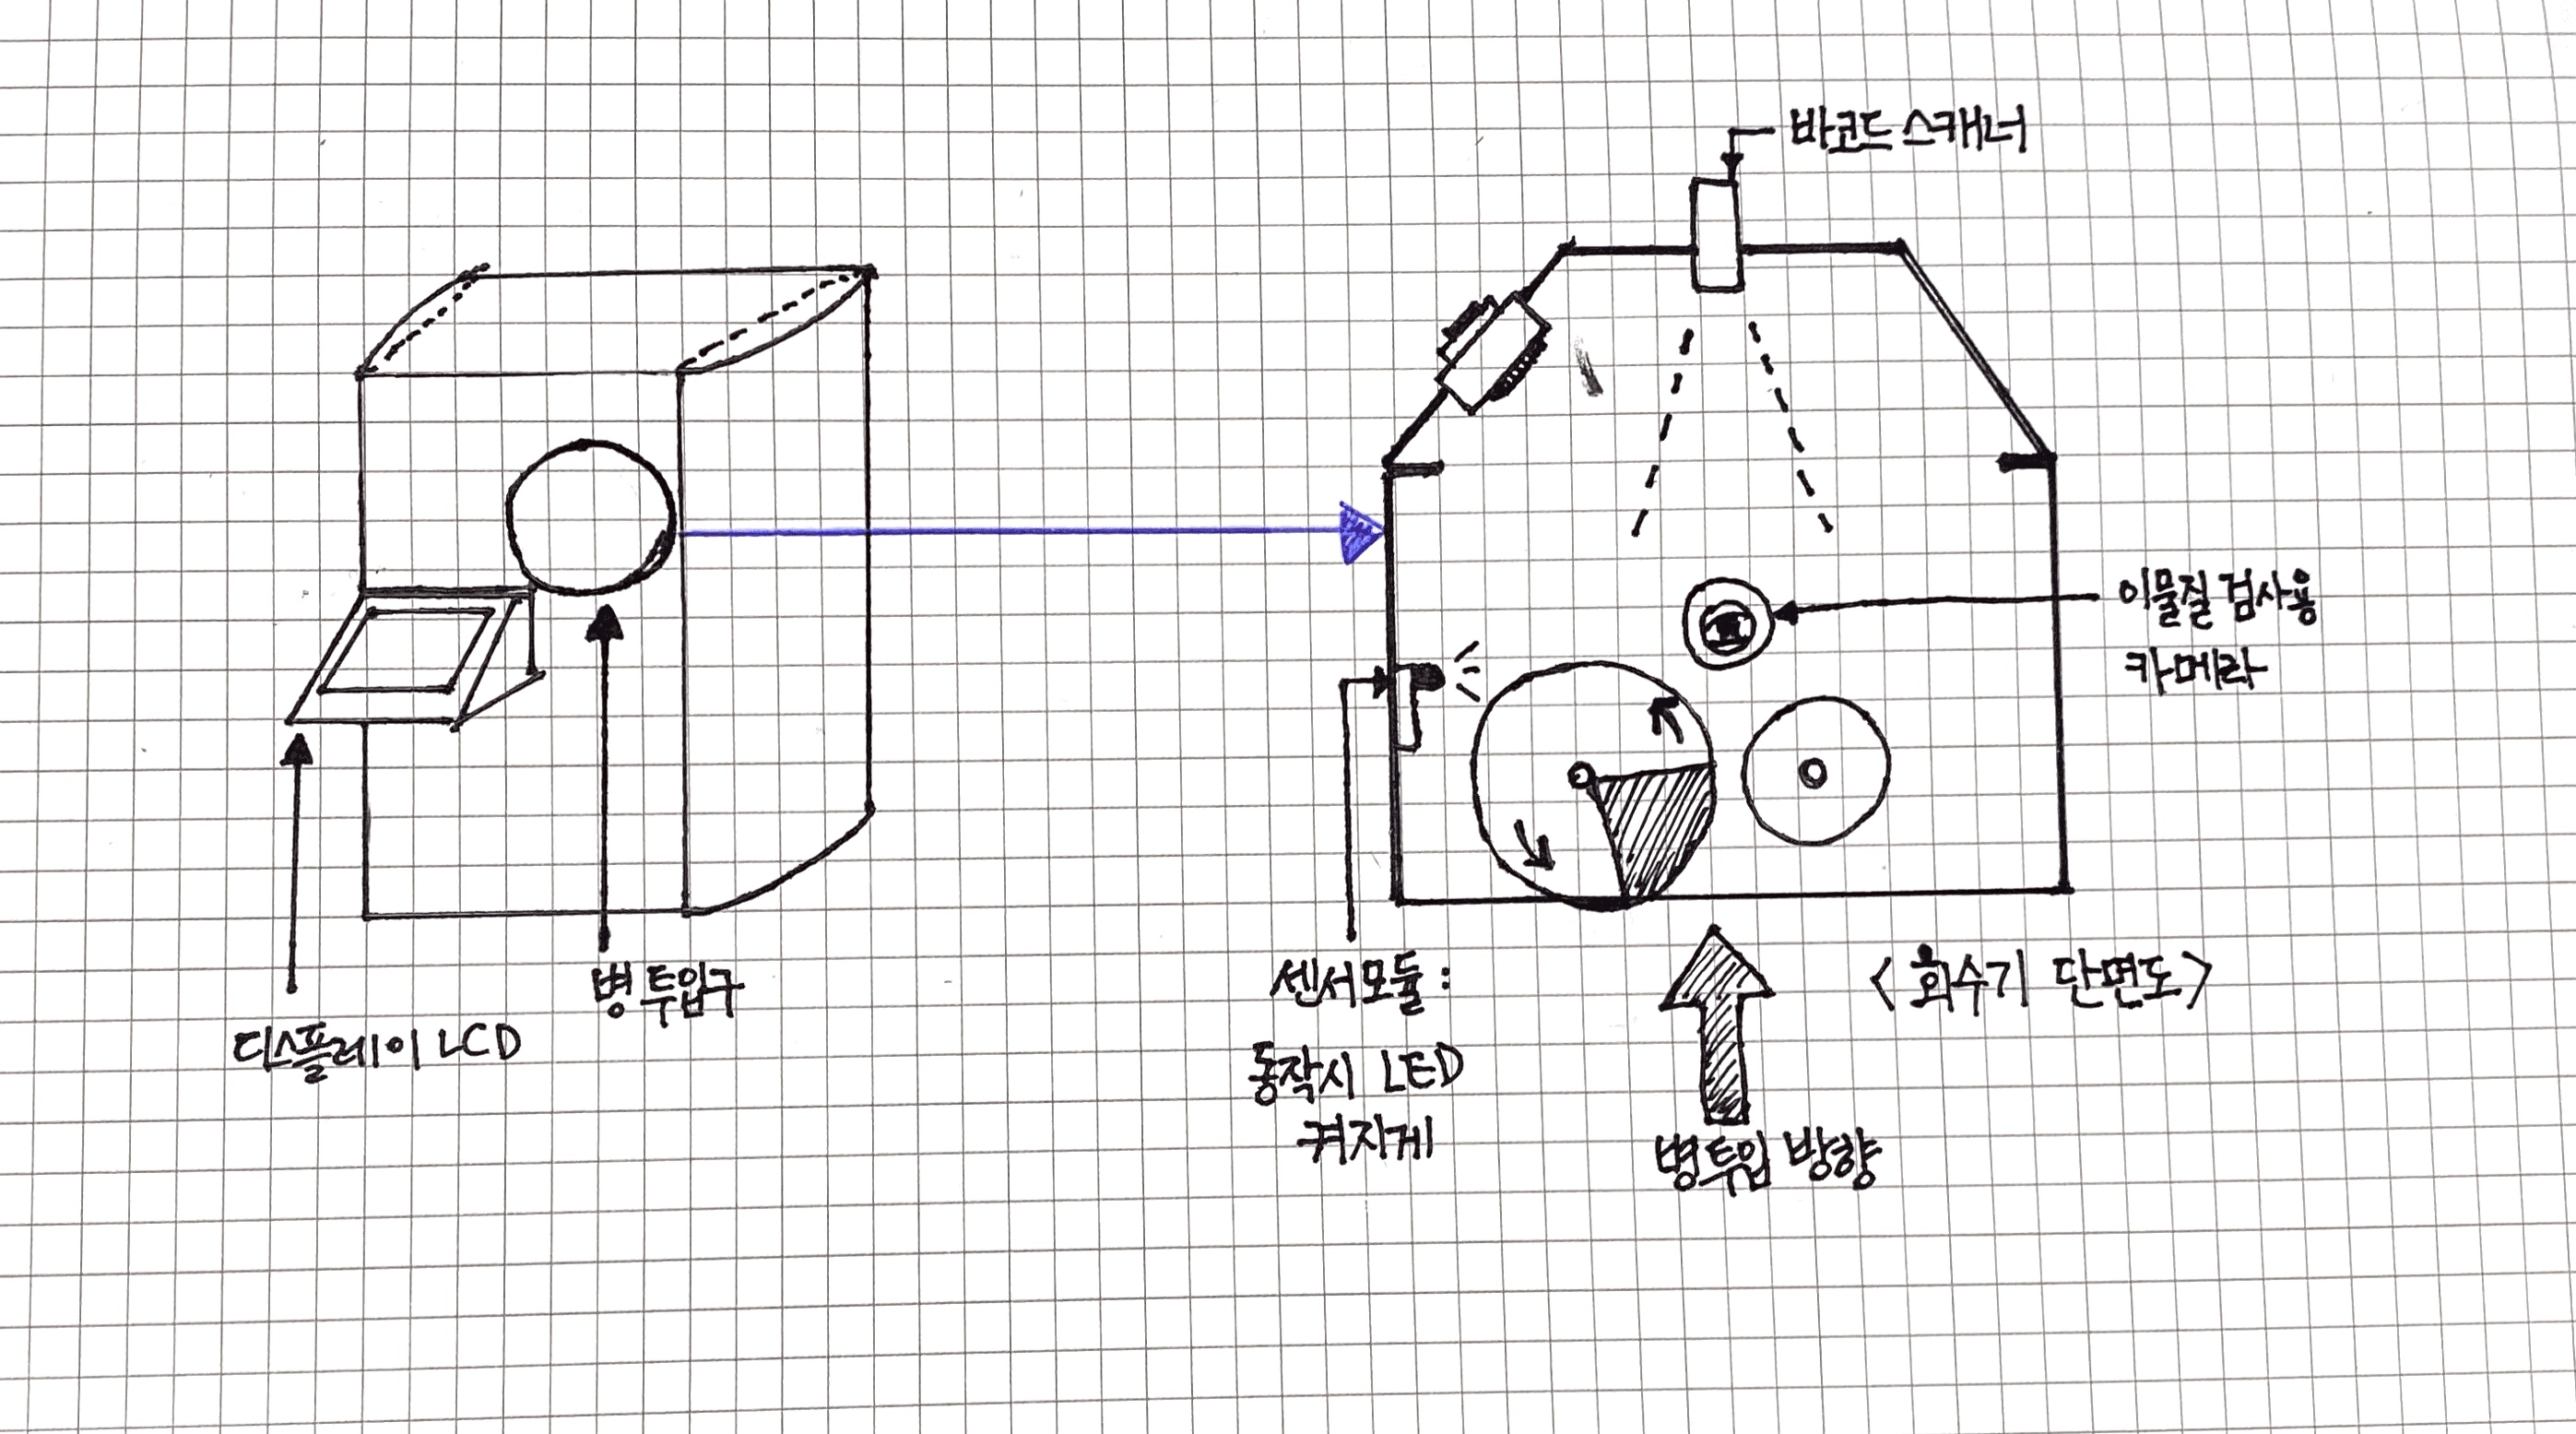 바코드 스캐너
이물질 검사용
카메라
병 투입구
디스플레이 LCD
센서모듈 :
동작시 LED
켜지게
<회수기 단면도>
병투입 방향